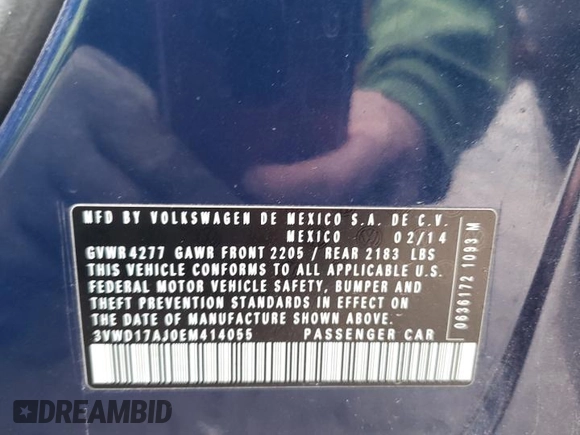 MFD BY VOLKSWAGEN DE MEXICO S.A. DE C.V.
MEXICO 02/14
GVWR4277 GAWR FRONT 2205 / REAR 2183 LBS
THIS VEHICLE CONFORMS TO ALL APPLICABLE U.S.
FEDERAL MOTOR VEHICLE SAFETY, BUMPER AND
THEFT PREVENTION STANDARDS IN EFFECT ON
THE DATE OF MANUFACTURE SHOWN ABOVE.
3VWD17AJ0EM414055 PASSENGER CAR
0636172 1093 M
DREAMBID